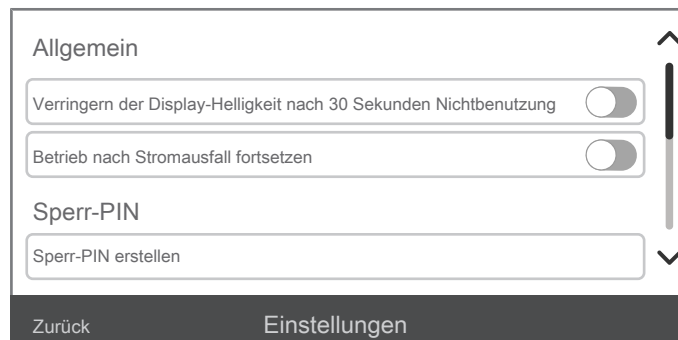 Allgemein
Verringern der Display-Helligkeit nach 30 Sekunden Nichtbenutzung
Betrieb nach Stromausfall fortsetzen
Sperr-PIN
Sperr-PIN erstellen
Zurück
Einstellungen